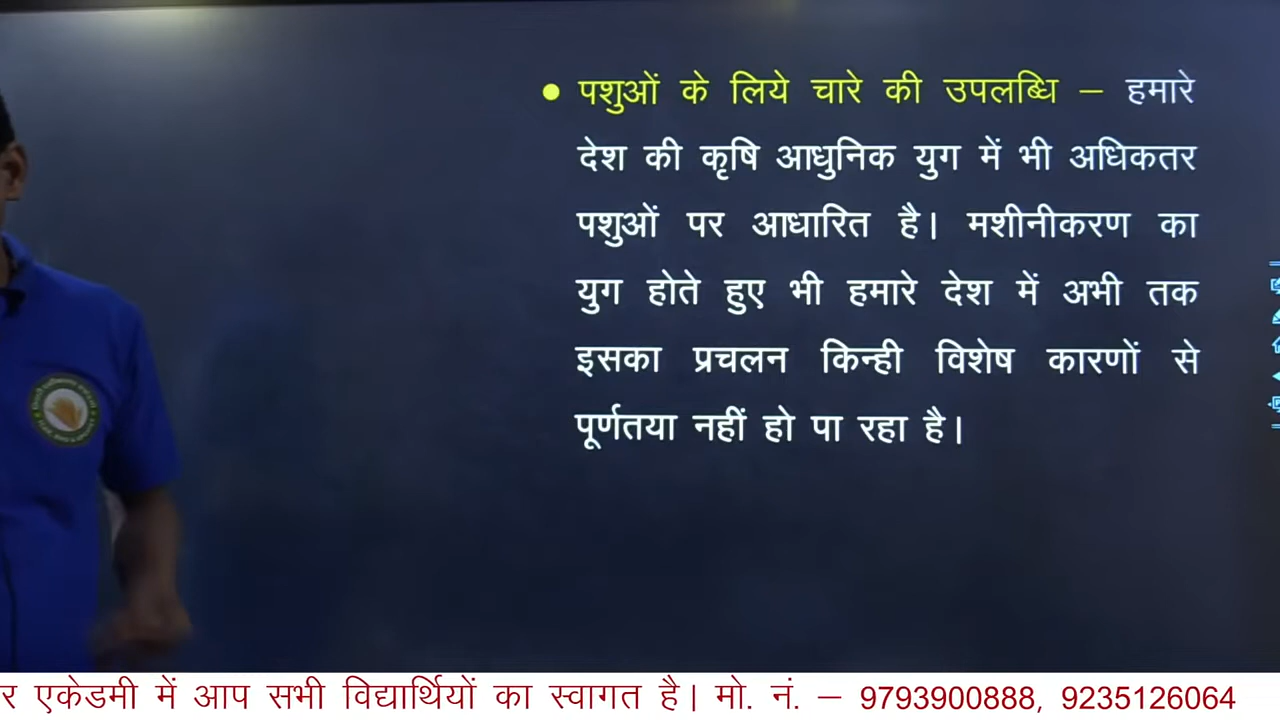 • पशुओं के लिये चारे की उपलब्धि – हमारे
देश की कृषि आधुनिक युग में भी अधिकतर
पशुओं पर आधारित है। मशीनीकरण का
युग होते हुए भी हमारे देश में अभी तक
इसका प्रचलन किन्ही विशेष कारणों से
पूर्णतया नहीं हो पा रहा है।
र एकेडमी में आप सभी विद्यार्थियों का स्वागत है। मो. नं. – 9793900888, 9235126064